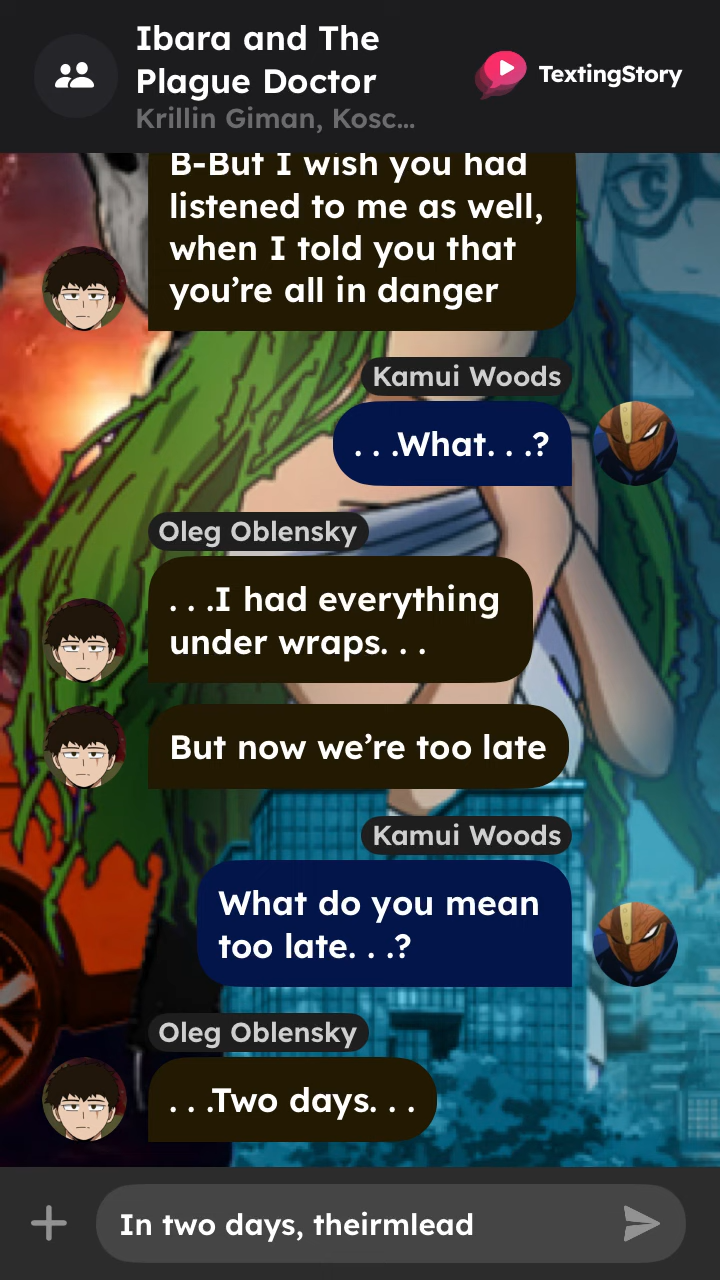 Ibara and The
Plague Doctor
Krillin Giman, Kosc...
TextingStory
B-But I wish you had
listened to me as well,
when I told you that
you’re all in danger
Kamui Woods
. . .What. . .?
Oleg Oblensky
. . .I had everything
under wraps. . .
But now we’re too late
Kamui Woods
What do you mean
too late. . .?
Oleg Oblensky
. . .Two days. . .
In two days, theirmlead